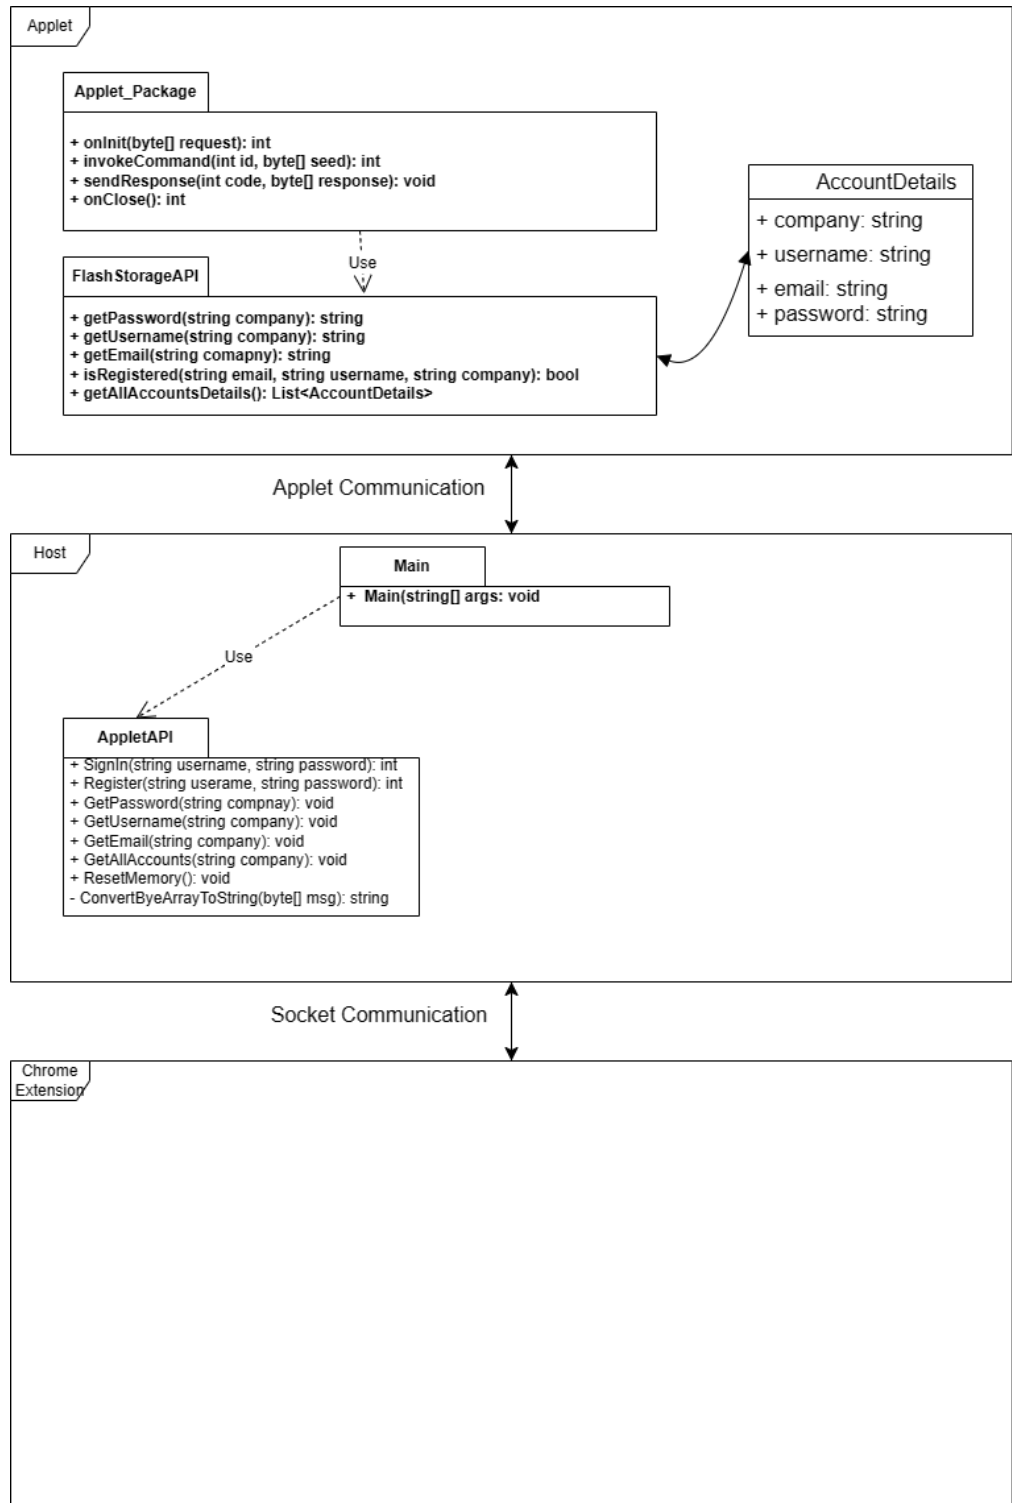 Applet
Applet_Package
+ onInit(byte[] request): int
+ invokeCommand(int id, byte[] seed): int
+ sendResponse(int code, byte[] response): void
+ onClose(): int
AccountDetails
+ company: string
+ username: string
+ email: string
+ password: string
Use
FlashStorageAPI
+ getPassword(string company): string
+ getUsername(string company): string
+ getEmail(string comapny): string
+ isRegistered(string email, string username, string company): bool
+ getAllAccountsDetails(): List<AccountDetails>
Applet Communication
Host
Main
+ Main(string[] args: void
Use
AppletAPI
+ SignIn(string username, string password): int
+ Register(string userame, string password): int
+ GetPassword(string compnay): void
+ GetUsername(string company): void
+ GetEmail(string company): void
+ GetAllAccounts(string company): void
+ ResetMemory(): void
- ConvertByeArrayToString(byte[] msg): string
Socket Communication
Chrome
Extension